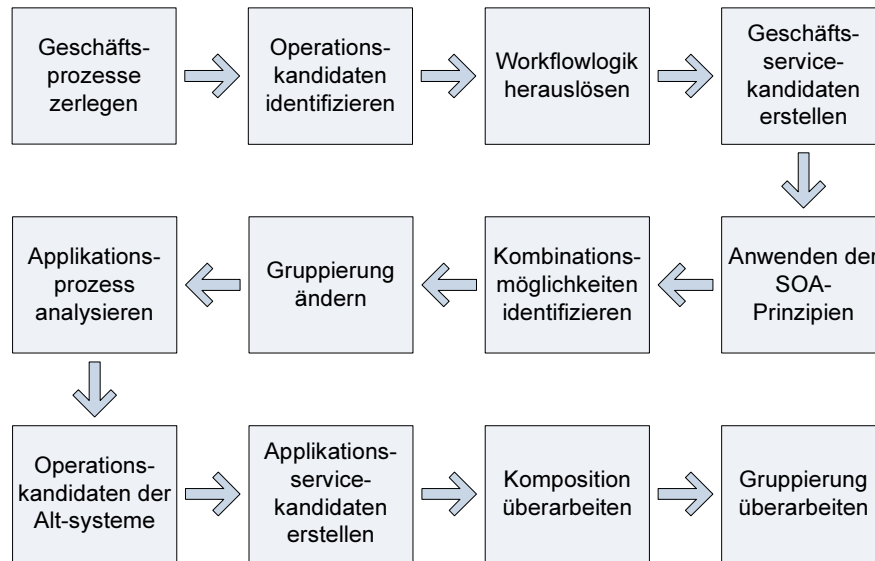 Geschäfts-
prozesse
zerlegen
Operations-
kandidaten
identifizieren
Workflowlogik
herauslösen
Geschäfts-
service-
kandidaten
erstellen
Anwenden der
SOA-
Prinzipien
Kombinations-
möglichkeiten
identifizieren
Gruppierung
ändern
Applikations-
prozess
analysieren
Operations-
kandidaten der
Alt-systeme
Applikations-
service-
kandidaten
erstellen
Komposition
überarbeiten
Gruppierung
überarbeiten